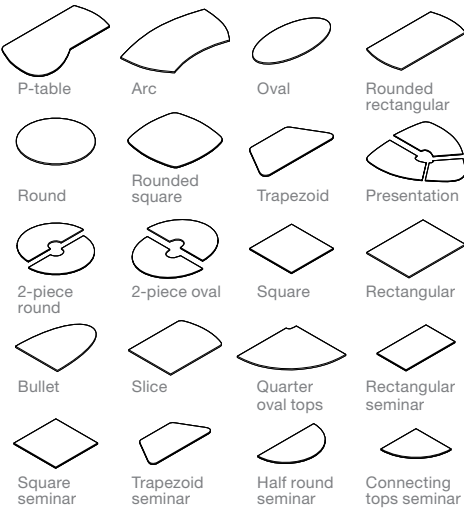 P-table
Arc
Oval
Rounded
rectangular
Round
Rounded
square
Trapezoid
Presentation
2-piece
round
2-piece oval
Square
Rectangular
Bullet
Slice
Quarter
oval tops
Rectangular
seminar
Square
seminar
Trapezoid
seminar
Half round
seminar
Connecting
tops seminar